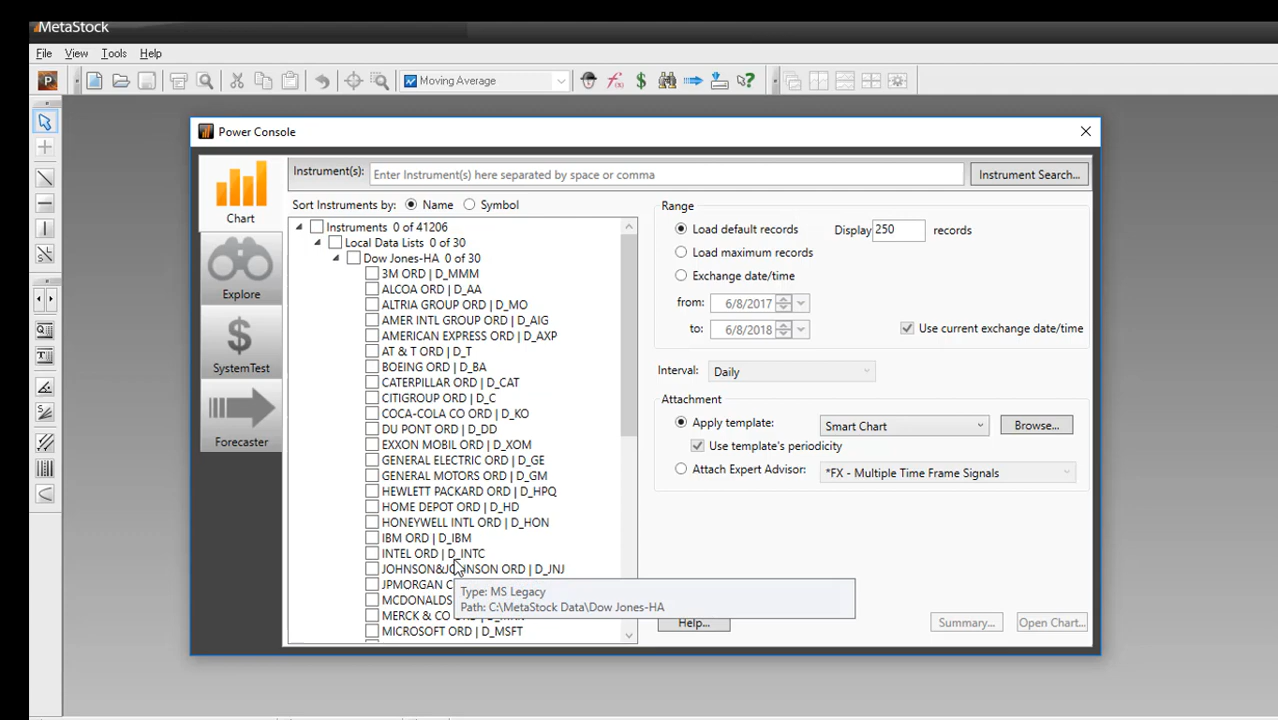 MetaStock
File View Tools Help
P
Moving Average
Power Console
Instrument(s): Enter Instrument(s) here separated by space or comma Instrument Search...
Chart
Explore
$
SystemTest
Forecaster
Sort Instruments by: Name Symbol
Instruments 0 of 41206
Local Data Lists 0 of 30
Dow Jones-HA 0 of 30
3M ORD | D_MMM
ALCOA ORD | D_AA
ALTRIA GROUP ORD | D_MO
AMER INTL GROUP ORD | D_AIG
AMERICAN EXPRESS ORD | D_AXP
AT & T ORD | D_T
BOEING ORD | D_BA
CATERPILLAR ORD | D_CAT
CITIGROUP ORD | D_C
COCA-COLA CO ORD | D_KO
DU PONT ORD | D_DD
EXXON MOBIL ORD | D_XOM
GENERAL ELECTRIC ORD | D_GE
GENERAL MOTORS ORD | D_GM
HEWLETT PACKARD ORD | D_HPQ
HOME DEPOT ORD | D_HD
HONEYWELL INTL ORD | D_HON
IBM ORD | D_IBM
INTEL ORD | D_INTC
JOHNSON&JOHNSON ORD | D_JNJ
JPMORGAN
MCDONALDS
MERCK & CO
MICROSOFT ORD | D_MSFT
Type: MS Legacy
Path: C:\MetaStock Data\Dow Jones-HA
Range
Load default records Display 250 records
Load maximum records
Exchange date/time
from: 6/8/2017
to: 6/8/2018 Use current exchange date/time
Interval: Daily
Attachment
Apply template: Smart Chart Browse...
Use template's periodicity
Attach Expert Advisor: *FX - Multiple Time Frame Signals
Help... Summary... Open Chart...